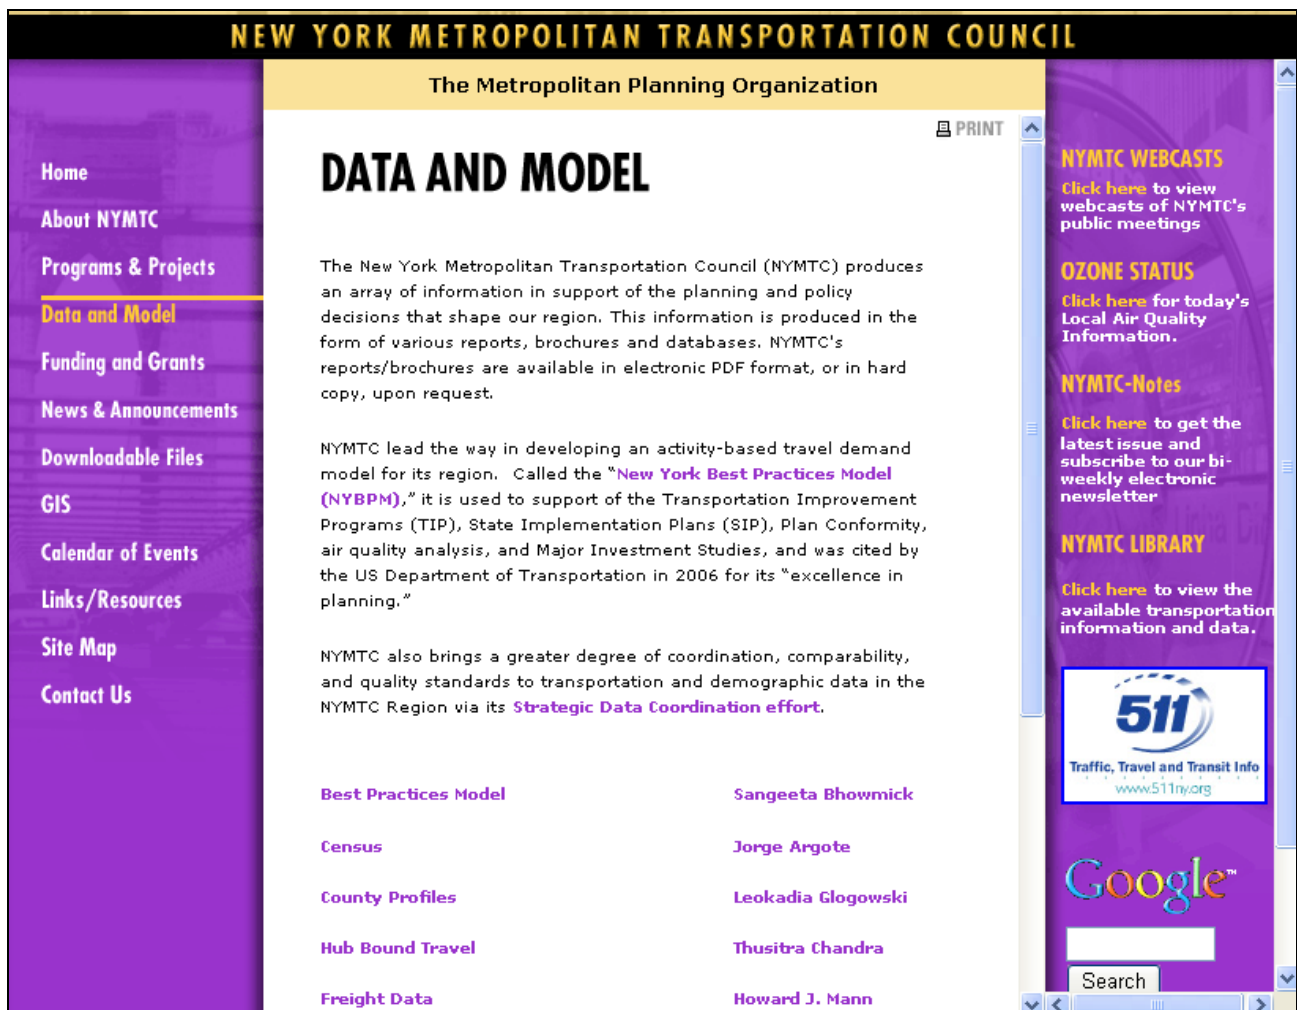 NEW YORK METROPOLITAN TRANSPORTATION COUNCIL
The Metropolitan Planning Organization
Home
About NYMTC
Programs & Projects
Data and Model
Funding and Grants
News & Announcements
Downloadable Files
GIS
Calendar of Events
Links/Resources
Site Map
Contact Us
PRINT
DATA AND MODEL
The New York Metropolitan Transportation Council (NYMTC) produces
an array of information in support of the planning and policy
decisions that shape our region. This information is produced in the
form of various reports, brochures and databases. NYMTC's
reports/brochures are available in electronic PDF format, or in hard
copy, upon request.
NYMTC lead the way in developing an activity-based travel demand
model for its region.  Called the “New York Best Practices Model
(NYBPM),” it is used to support of the Transportation Improvement
Programs (TIP), State Implementation Plans (SIP), Plan Conformity,
air quality analysis, and Major Investment Studies, and was cited by
the US Department of Transportation in 2006 for its “excellence in
planning.”
NYMTC also brings a greater degree of coordination, comparability,
and quality standards to transportation and demographic data in the
NYMTC Region via its Strategic Data Coordination effort.
Best Practices Model Sangeeta Bhowmick
Census Jorge Argote
County Profiles Leokadia Glogowski
Hub Bound Travel Thusitra Chandra
Freight Data Howard J. Mann
NYMTC WEBCASTS
Click here to view
webcasts of NYMTC's
public meetings
OZONE STATUS
Click here for today's
Local Air Quality
Information.
NYMTC-Notes
Click here to get the
latest issue and
subscribe to our bi-
weekly electronic
newsletter
NYMTC LIBRARY
Click here to view the
available transportation
information and data.
511
Traffic, Travel and Transit Info
www.511ny.org
Google™
Search